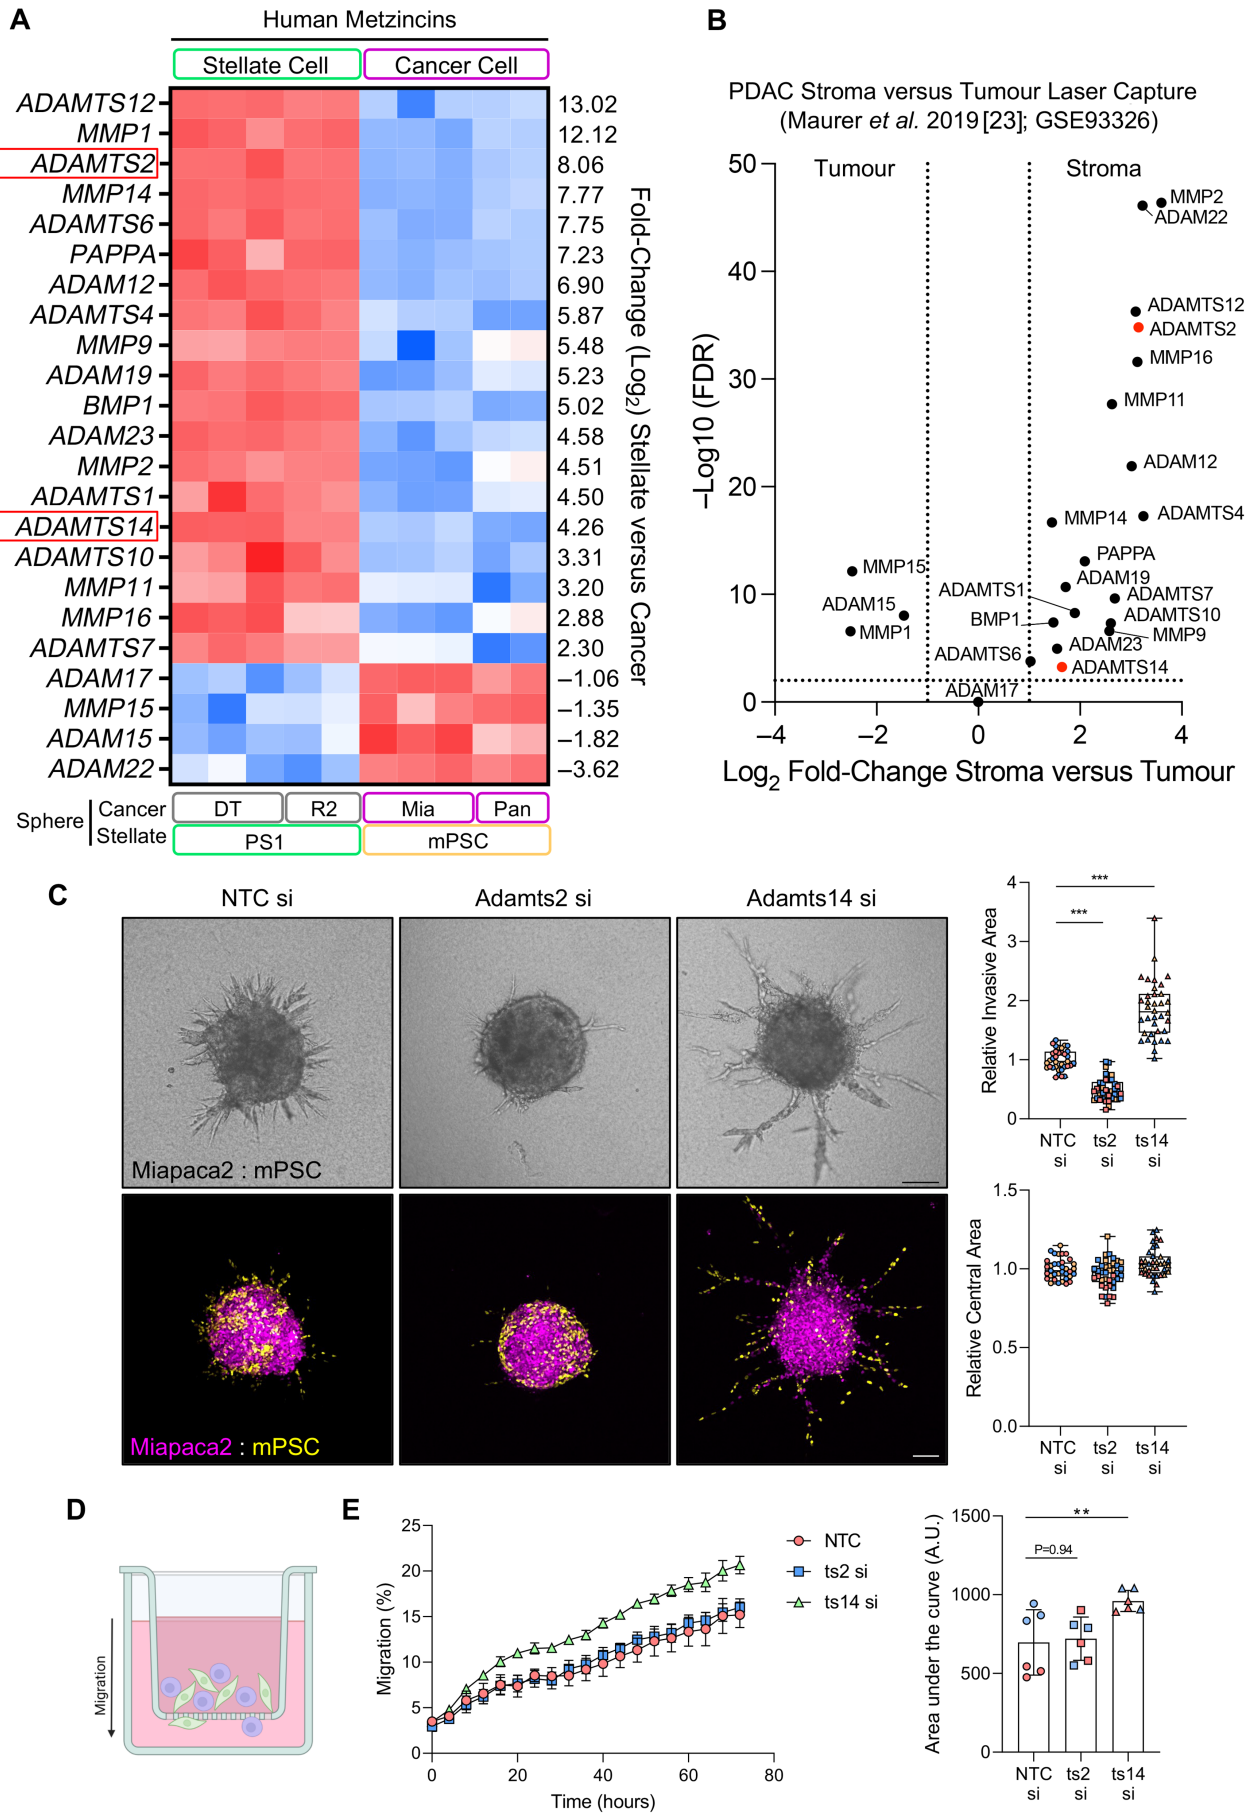 A
Human Metzincins
Stellate Cell
Cancer Cell
ADAMTS12 13.02
MMP1 12.12
ADAMTS2 8.06
MMP14 7.77
ADAMTS6 7.75
PAPPA 7.23
ADAM12 6.90
ADAMTS4 5.87
MMP9 5.48
ADAM19 5.23
BMP1 5.02
ADAM23 4.58
MMP2 4.51
ADAMTS1 4.50
ADAMTS14 4.26
ADAMTS10 3.31
MMP11 3.20
MMP16 2.88
ADAMTS7 2.30
ADAM17 –1.06
MMP15 –1.35
ADAM15 –1.82
ADAM22 –3.62
Fold-Change (Log2) Stellate versus Cancer
Sphere
Cancer DT R2 Mia Pan
Stellate PS1 mPSC
B
PDAC Stroma versus Tumour Laser Capture
(Maurer et al. 2019 [23]; GSE93326)
Tumour Stroma
–Log10 (FDR)
50
40
30
20
10
0
MMP2
ADAM22
ADAMTS12
ADAMTS2
MMP16
MMP11
ADAM12
ADAMTS4
MMP14
PAPPA
MMP15
ADAM19
ADAMTS1
ADAMTS7
ADAM15
ADAMTS10
BMP1
MMP9
MMP1
ADAM23
ADAMTS6
ADAMTS14
ADAM17
–4 –2 0 2 4
Log2 Fold-Change Stroma versus Tumour
C
NTC si Adamts2 si Adamts14 si
Miapaca2 : mPSC
Miapaca2 : mPSC
Relative Invasive Area
4
3
2
1
0
***
***
NTC si
ts2 si
ts14 si
Relative Central Area
1.5
1.0
0.5
0.0
NTC si
ts2 si
ts14 si
D
Migration
E
Migration (%)
25
20
15
10
5
0
0 20 40 60 80
Time (hours)
NTC
ts2 si
ts14 si
Area under the curve (A.U.)
1500
1000
500
0
**
P=0.94
NTC si
ts2 si
ts14 si